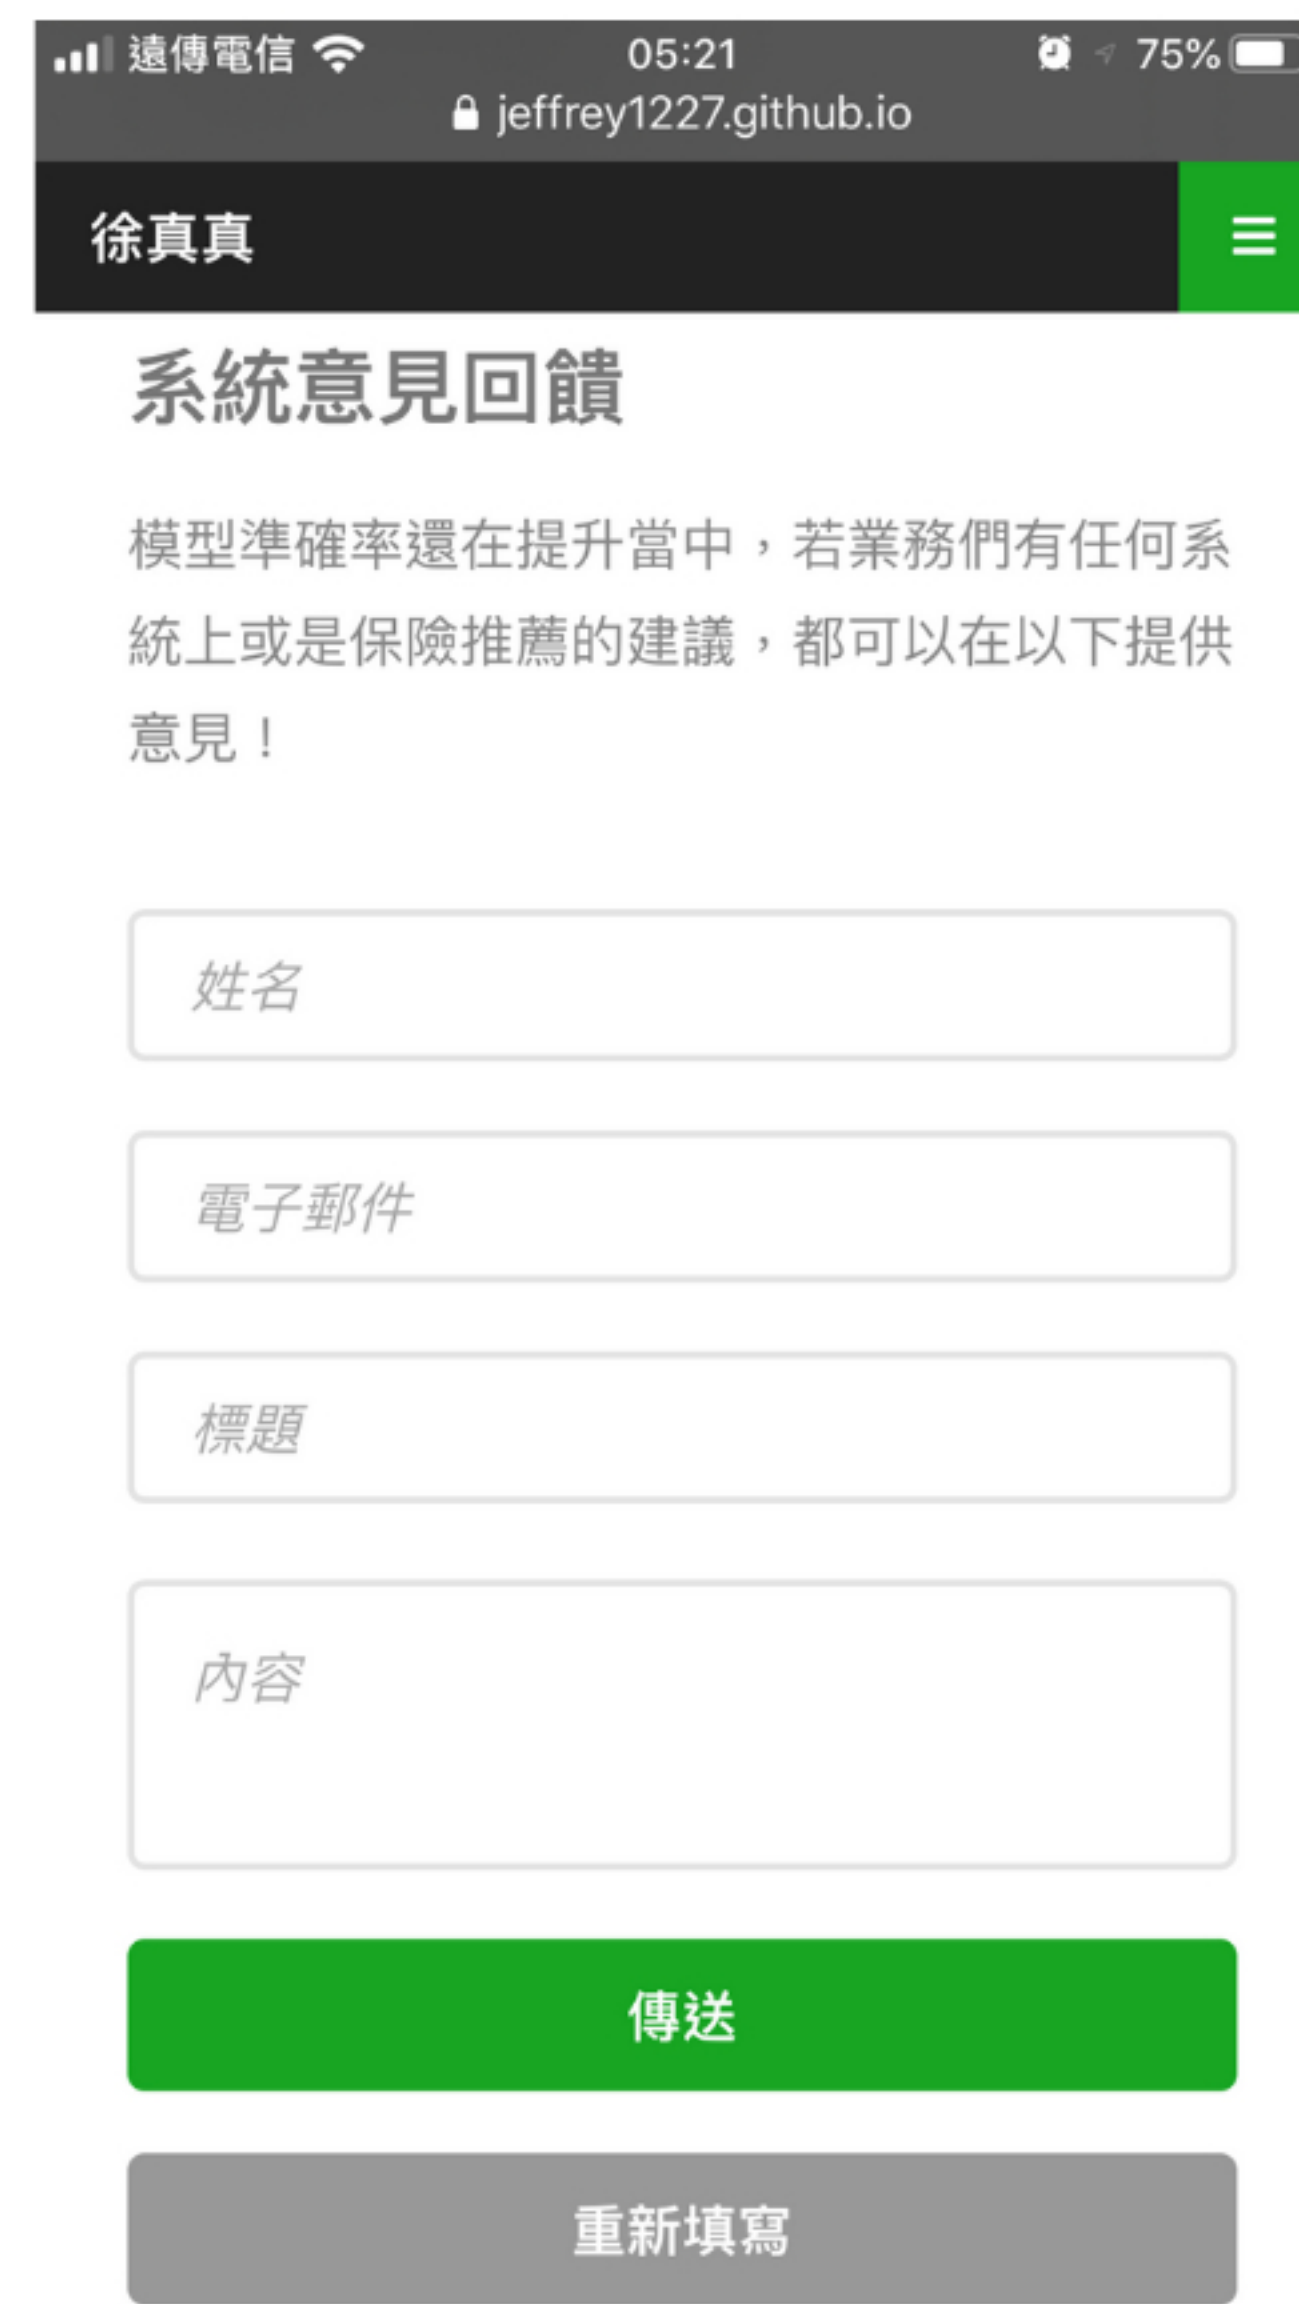 遠傳電信 05:21 75%
jeffrey1227.github.io
徐真真
系統意見回饋
模型準確率還在提升當中，若業務們有任何系
統上或是保險推薦的建議，都可以在以下提供
意見！
姓名
電子郵件
標題
內容
傳送
重新填寫